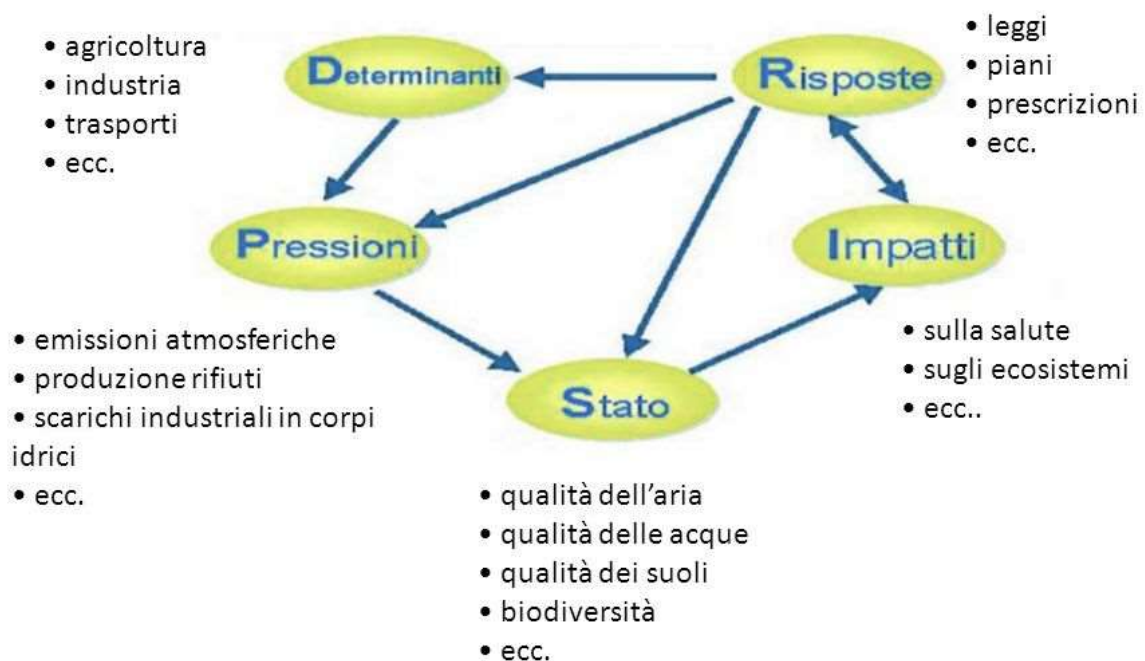 • agricoltura
• industria
• trasporti
• ecc.
Determinanti
Risposte
• leggi
• piani
• prescrizioni
• ecc.
Pressioni
Impatti
• emissioni atmosferiche
• produzione rifiuti
• scarichi industriali in corpi
idrici
• ecc.
Stato
• sulla salute
• sugli ecosistemi
• ecc..
• qualità dell’aria
• qualità delle acque
• qualità dei suoli
• biodiversità
• ecc.